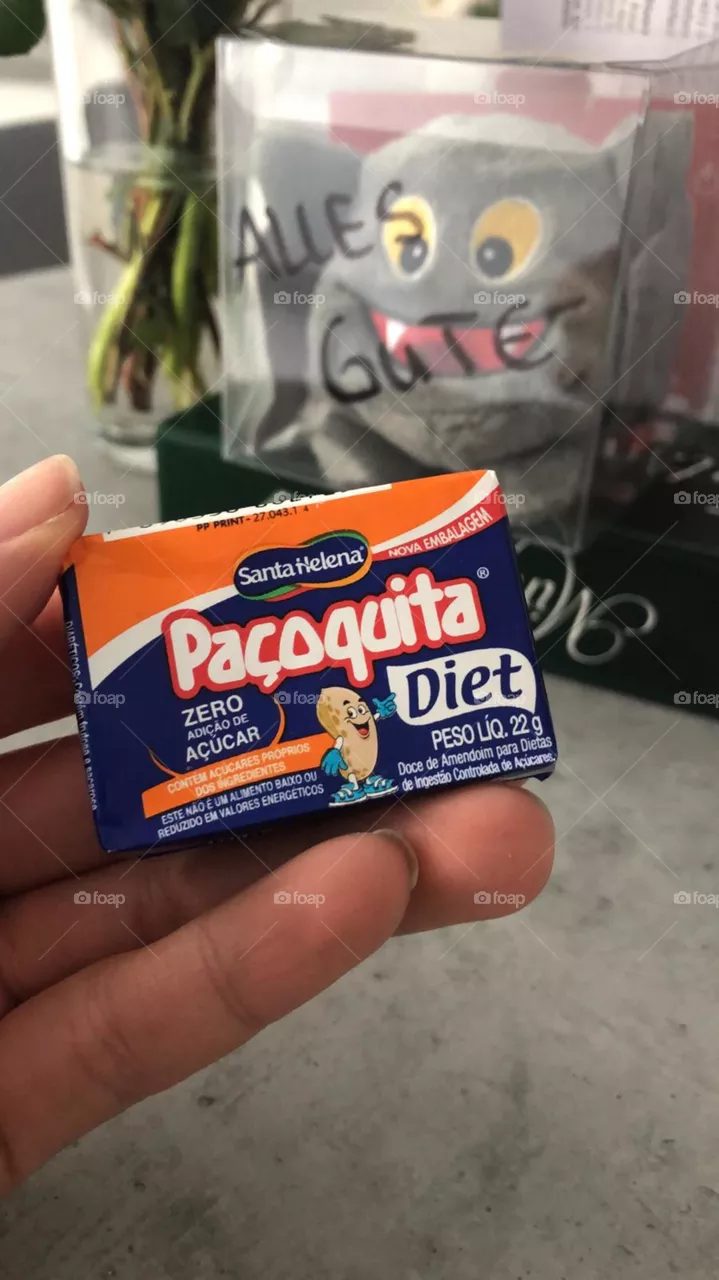 ALLES
GUTE
PP PRINT - 27.043.1 4
SantaHelena
NOVA EMBALAGEM
Paçoquita®
Diet
ZERO
ADIÇÃO DE
AÇÚCAR
CONTÉM AÇÚCARES PRÓPRIOS
DOS INGREDIENTES
ESTE NÃO É UM ALIMENTO BAIXO OU
REDUZIDO EM VALORES ENERGÉTICOS
PESO LÍQ. 22 g
Doce de Amendoim para Dietas
de Ingestão Controlada de Açúcares.
foap